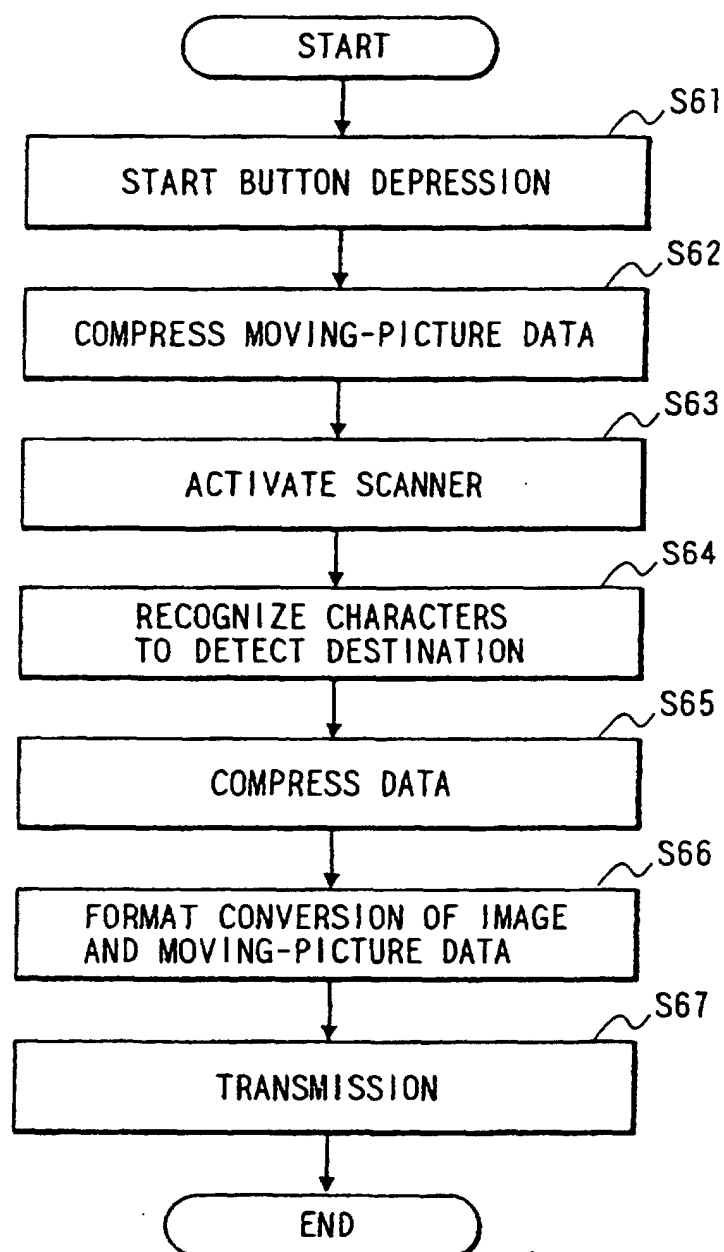 START
S61
START BUTTON DEPRESSION
S62
COMPRESS MOVING-PICTURE DATA
S63
ACTIVATE SCANNER
S64
RECOGNIZE CHARACTERS
TO DETECT DESTINATION
S65
COMPRESS DATA
S66
FORMAT CONVERSION OF IMAGE
AND MOVING-PICTURE DATA
S67
TRANSMISSION
END